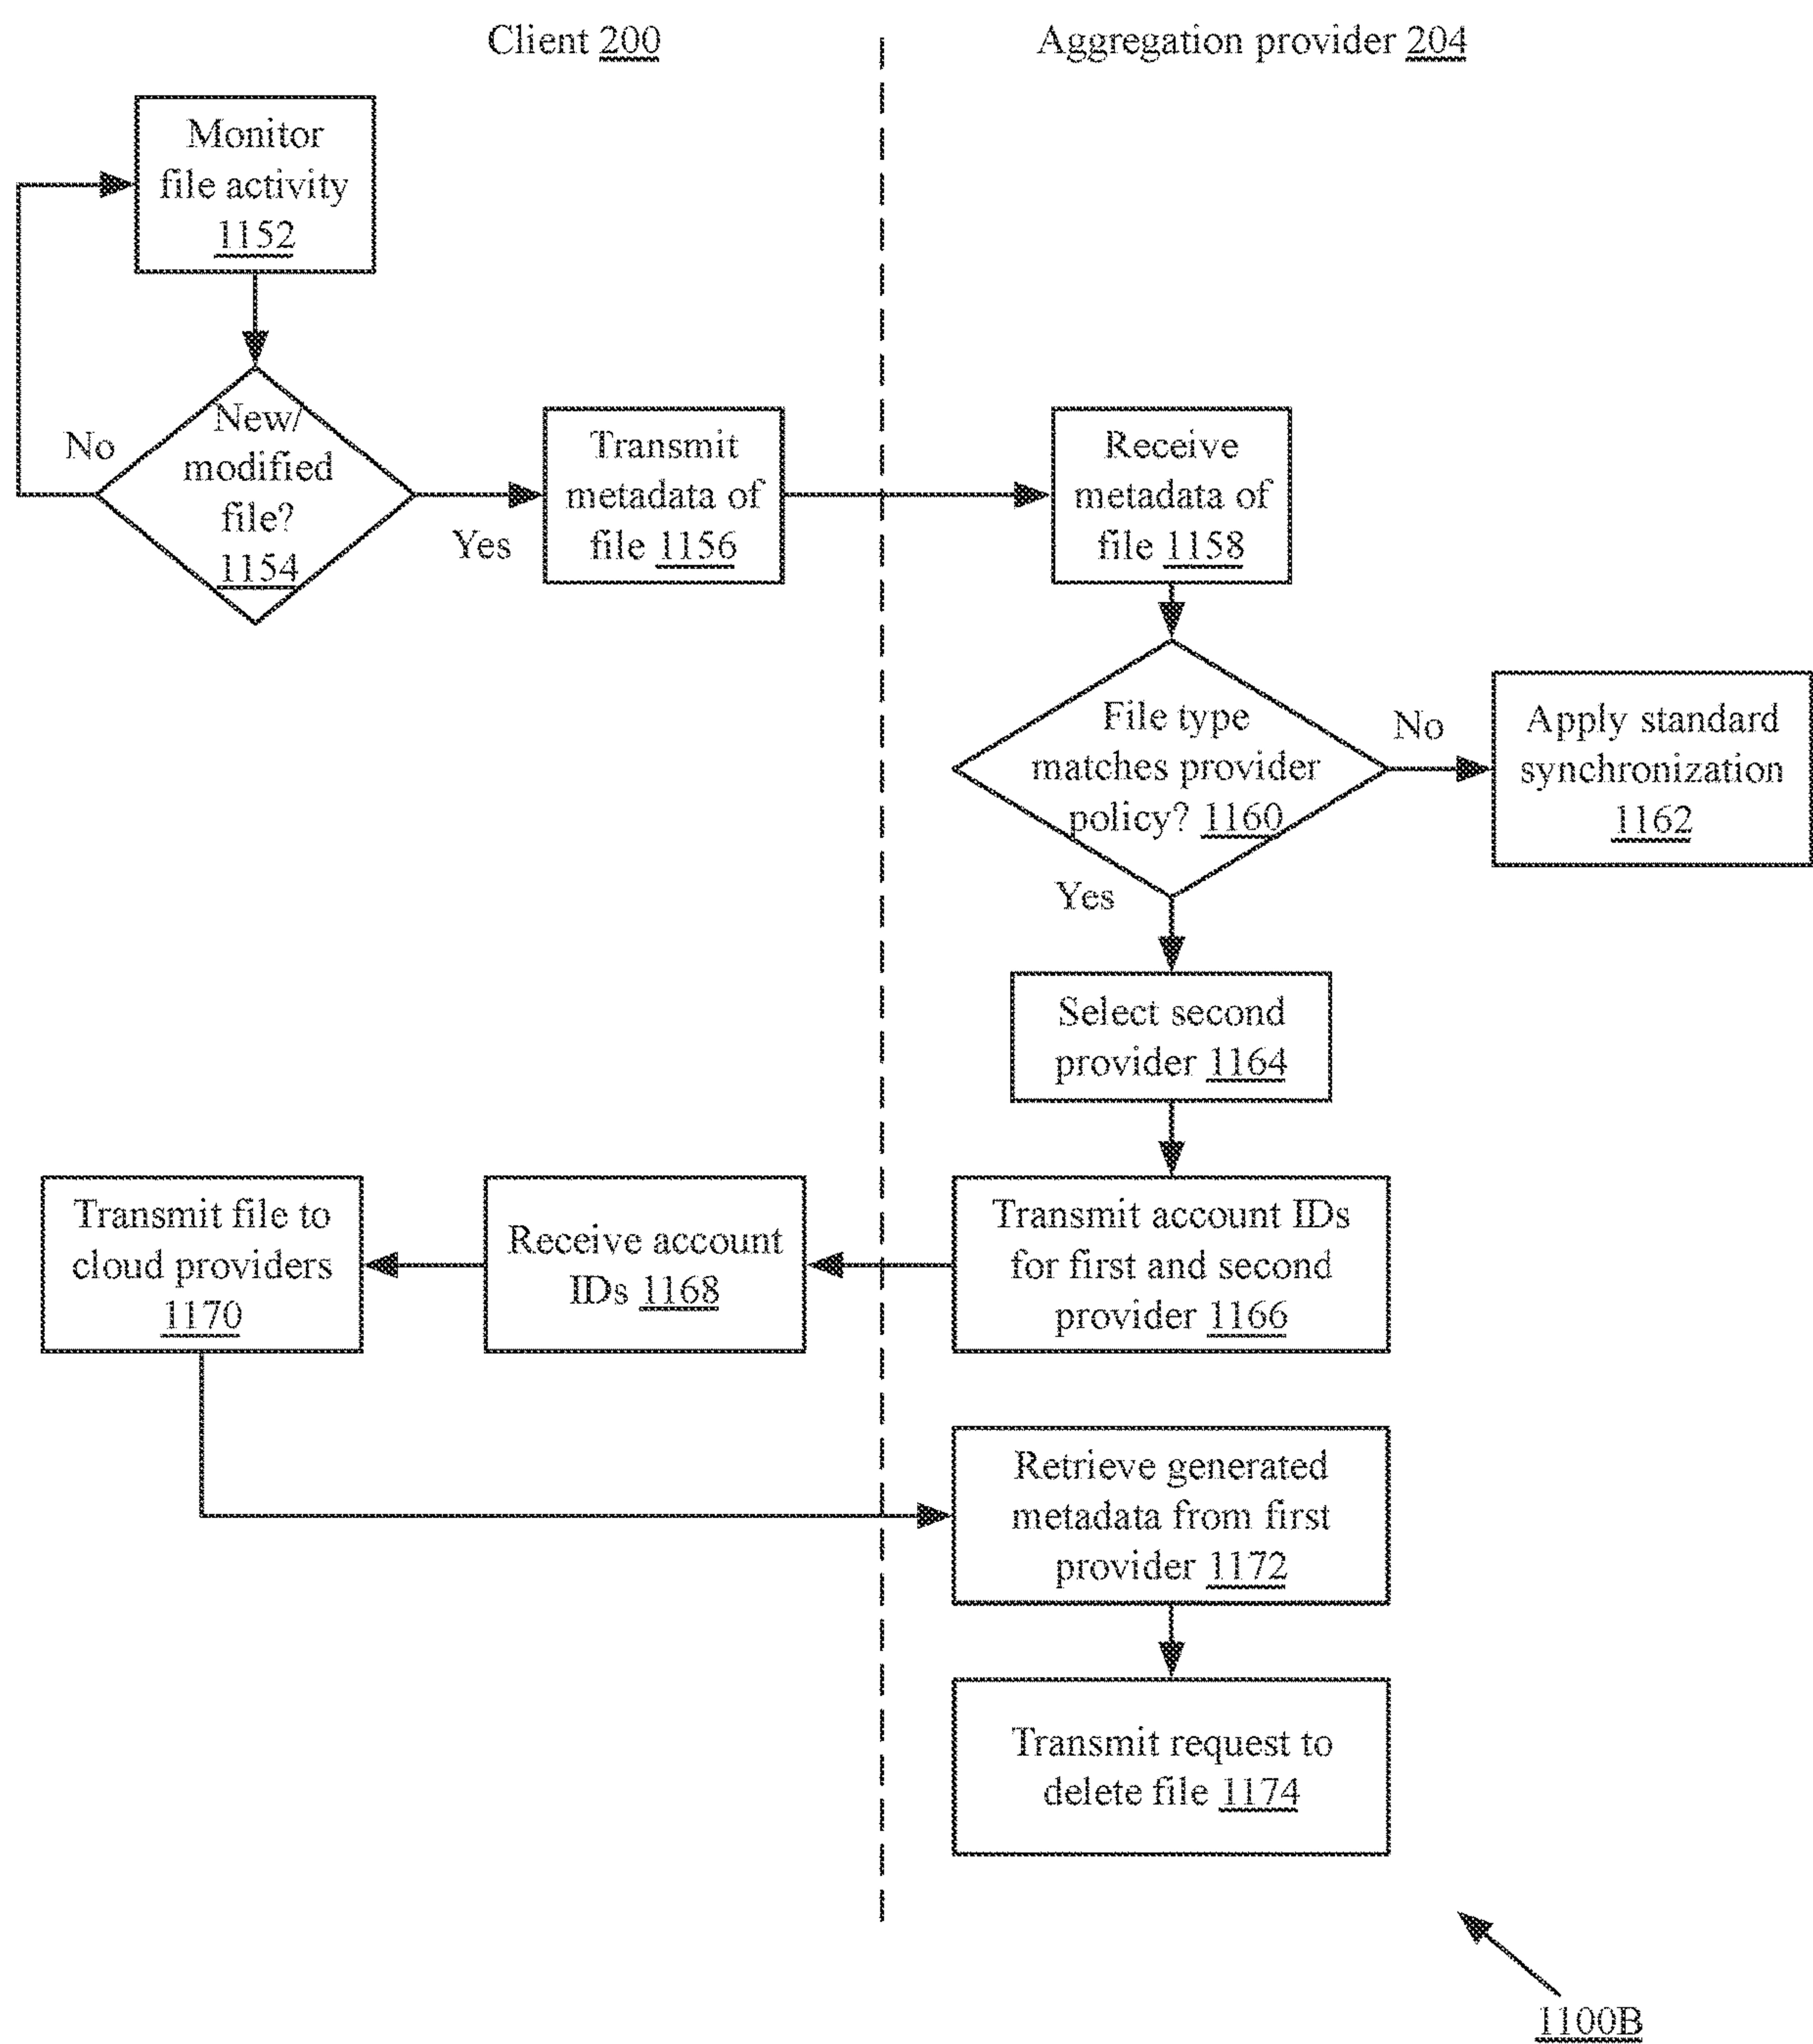 Client 200
Aggregation provider 204
Monitor
file activity
1152
New/
modified
file?
1154
No
Yes
Transmit
metadata of
file 1156
Receive
metadata of
file 1158
File type
matches provider
policy? 1160
No
Yes
Apply standard
synchronization
1162
Select second
provider 1164
Transmit account IDs
for first and second
provider 1166
Receive account
IDs 1168
Transmit file to
cloud providers
1170
Retrieve generated
metadata from first
provider 1172
Transmit request to
delete file 1174
1100B